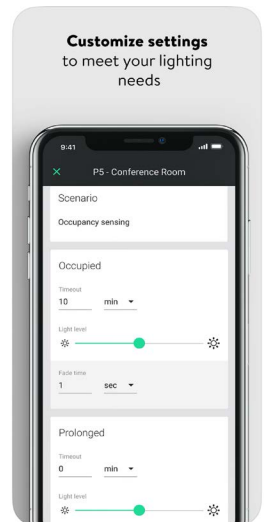 Customize settings
to meet your lighting
needs
9:41
P5 - Conference Room
Scenario
Occupancy sensing
Occupied
Timeout
10 min
Light level
Fade time
1 sec
Prolonged
Timeout
0 min
Light level